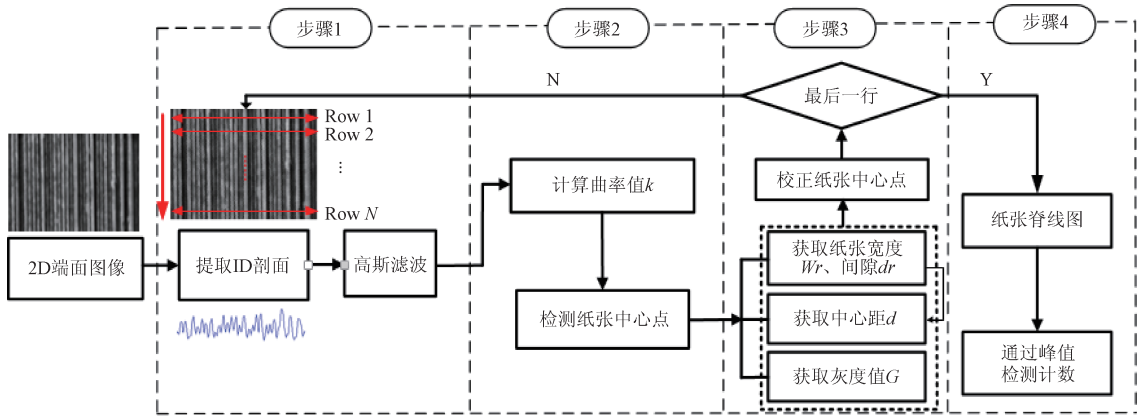 步骤1
步骤2
步骤3
步骤4
N
最后一行
Y
Row 1
Row 2
⋮
Row N
2D端面图像
提取ID剖面
高斯滤波
计算曲率值k
检测纸张中心点
校正纸张中心点
获取纸张宽度
Wr、间隙dr
获取中心距d
获取灰度值G
纸张脊线图
通过峰值
检测计数